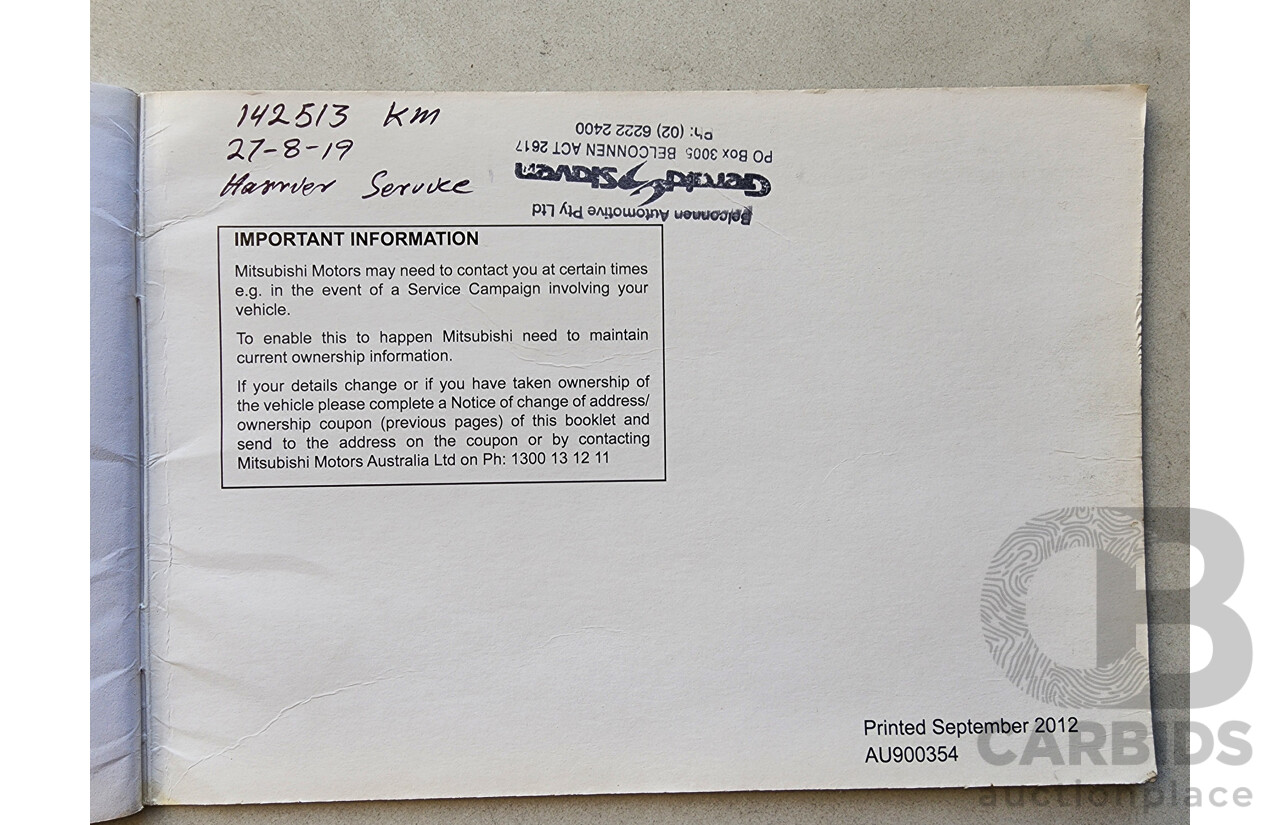 142513 KM
27-8-19
Harrier Service
Belconnen Automotive Pty Ltd
Gerald Slaven
PO Box 3005 BELCONNEN ACT 2617
Ph: (02) 6222 2400
IMPORTANT INFORMATION
Mitsubishi Motors may need to contact you at certain times
e.g. in the event of a Service Campaign involving your
vehicle.
To enable this to happen Mitsubishi need to maintain
current ownership information.
If your details change or if you have taken ownership of
the vehicle please complete a Notice of change of address/
ownership coupon (previous pages) of this booklet and
send to the address on the coupon or by contacting
Mitsubishi Motors Australia Ltd on Ph: 1300 13 12 11
Printed September 2012
AU900354
CARBIDS
auctionplace